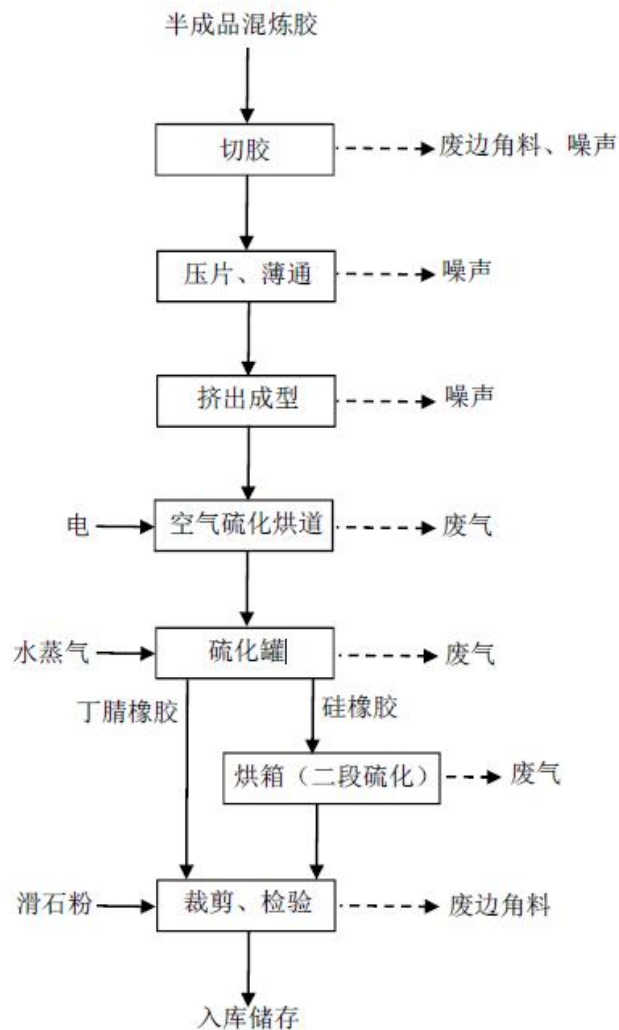 半成品混炼胶
切胶
废边角料、噪声
压片、薄通
噪声
挤出成型
噪声
电
空气硫化烘道
废气
水蒸气
硫化罐
废气
丁腈橡胶
硅橡胶
烘箱（二段硫化）
废气
滑石粉
裁剪、检验
废边角料
入库储存